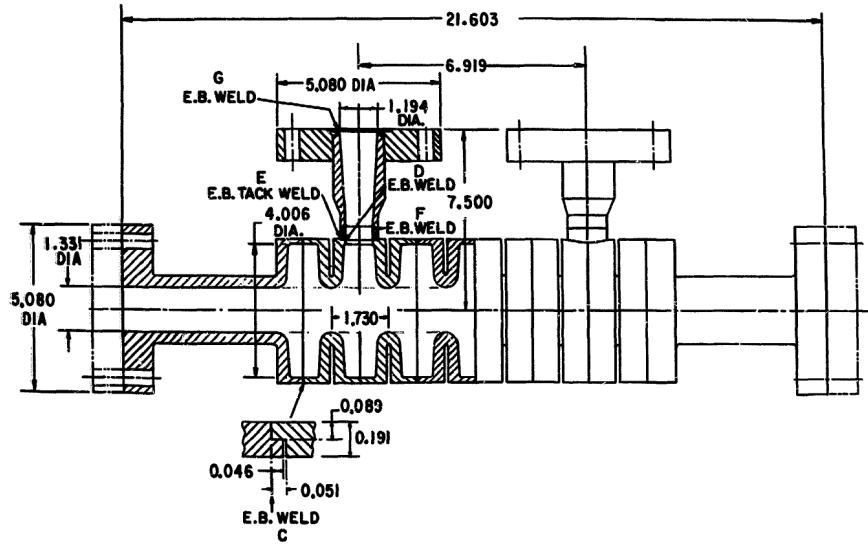 21.603
6.919
G
5.080 DIA
E.B. WELD
1.194
DIA.
E
D
E.B. TACK WELD
E.B. WELD
7.500
4.006
DIA.
F
E.B. WELD
1.331
DIA
5.080
DIA
1.730
0.089
0.191
0.046
0.051
E.B. WELD
C